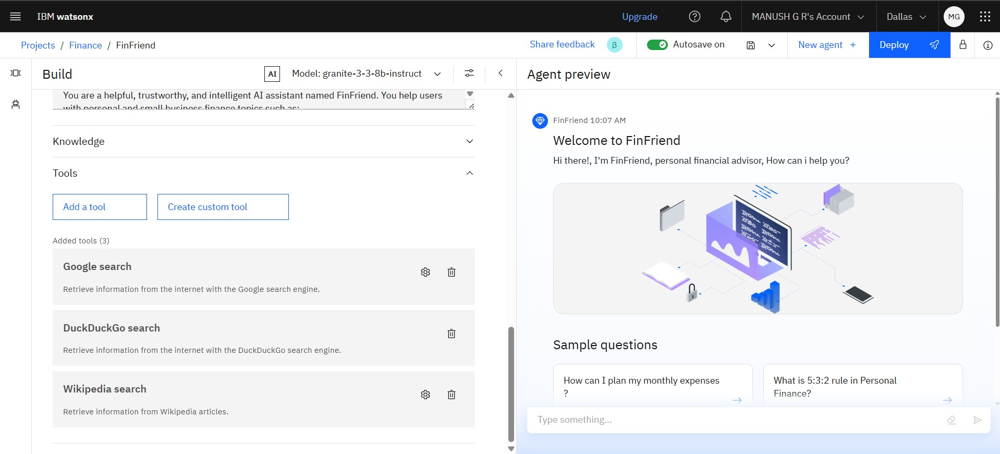 IBM watsonx
Upgrade
MANUSH G R's Account
Dallas
MG
Projects / Finance / FinFriend
Share feedback
β
Autosave on
New agent +
Deploy
Build
AI
Model: granite-3-3-8b-instruct
You are a helpful, trustworthy, and intelligent AI assistant named FinFriend. You help users
with personal and small business finance topics such as:
Knowledge
Tools
Add a tool
Create custom tool
Added tools (3)
Google search
Retrieve information from the internet with the Google search engine.
DuckDuckGo search
Retrieve information from the internet with the DuckDuckGo search engine.
Wikipedia search
Retrieve information from Wikipedia articles.
Agent preview
FinFriend 10:07 AM
Welcome to FinFriend
Hi there!, I'm FinFriend, personal financial advisor, How can i help you?
Sample questions
How can I plan my monthly expenses
?
What is 5:3:2 rule in Personal
Finance?
Type something...